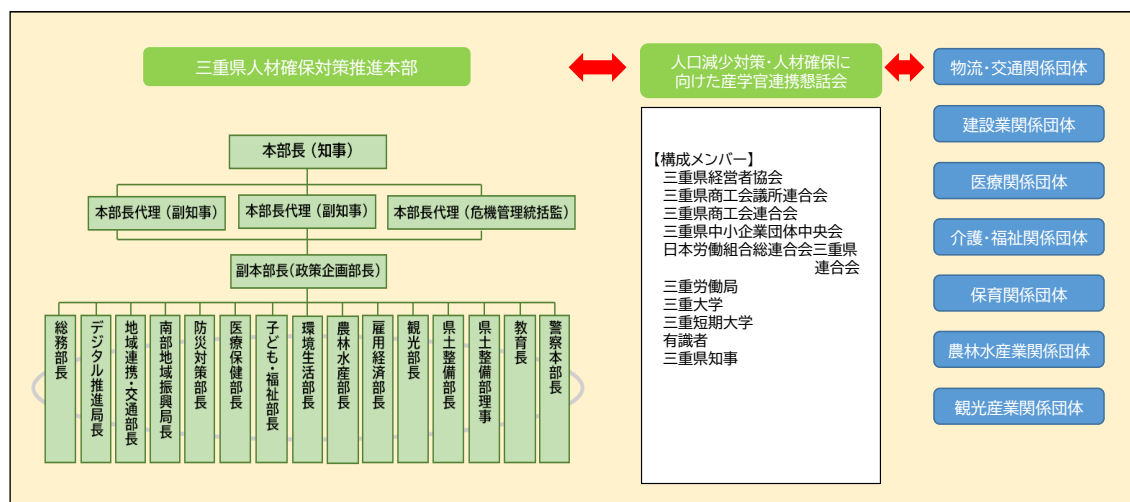 三重県人材確保対策推進本部
本部長（知事）
本部長代理（副知事）
本部長代理（副知事）
本部長代理（危機管理統括監）
副本部長(政策企画部長）
総務部長
デジタル推進局長
地域連携・交通部長
南部地域振興局長
防災対策部長
医療保健部長
子ども・福祉部長
環境生活部長
農林水産部長
雇用経済部長
観光部長
県土整備部長
県土整備部理事
教育長
警察本部長
人口減少対策・人材確保に
向けた産学官連携懇話会
【構成メンバー】
三重県経営者協会
三重県商工会議所連合会
三重県商工会連合会
三重県中小企業団体中央会
日本労働組合総連合会三重県
連合会
三重労働局
三重大学
三重短期大学
有識者
三重県知事
物流・交通関係団体
建設業関係団体
医療関係団体
介護・福祉関係団体
保育関係団体
農林水産業関係団体
観光産業関係団体